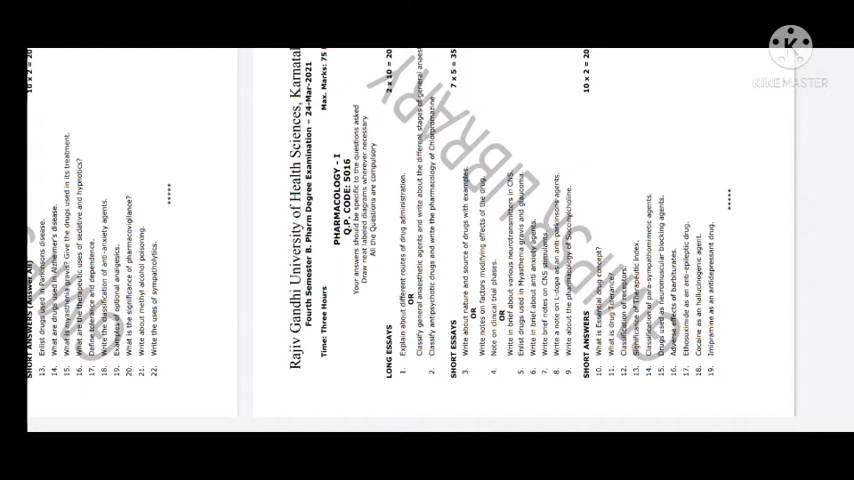 10 x 2 = 20
SHORT ANSWERS (Answer All)
13. Enlist drugs used in Parkinsons disease.
14. What are drugs used in Alzheimer's disease.
15. What is myasthenia gravis? Give the drugs used in its treatment.
16. What are the therapeutic uses of sedative and hypnotics?
17. Define tolerance and dependence.
18. Write the classification of anti-anxiety agents.
19. Examples of optional analgesics.
20. What is the significance of pharmacovigilance?
21. Write about methyl alcohol poisoning.
22. Write the uses of sympatholytics.
*****
Rajiv Gandhi University of Health Sciences, Karnatak
Fourth Semester B. Pharm Degree Examination – 24-Mar-2021
Time: Three Hours Max. Marks: 75
PHARMACOLOGY – I
Q.P. CODE: 5016
Your answers should be specific to the questions asked
Draw neat labeled diagrams wherever necessary
All the Questions are compulsory
LONG ESSAYS 2 x 10 = 20
1. Explain about different routes of drug administration.
OR
Classify general anaesthetic agents and write about the different stages of general anaes
2. Classify antipsychotic drugs and write the pharmacology of Chlorpromazine
SHORT ESSAYS 7 x 5 = 35
3. Write about nature and source of drugs with examples.
OR
Write notes on factors modifying effects of the drug.
4. Note on clinical trial phases.
OR
Write in brief about various neurotransmitters in CNS.
5. Enlist drugs used in Myasthenia gravis and glaucoma.
6. Write in brief about anti anxiety agents.
7. Write brief notes on CNS stimulants.
8. Write a note on L-dopa as an anti-parkinsons agent.
9. Write about the pharmacology of Succinycholine.
SHORT ANSWERS 10 x 2 = 20
10. What is Essential drug concept?
11. What is drug Tolerance?
12. Classification of receptors.
13. Significance of Therapeutic index.
14. Classification of para-sympathomimetic agents.
15. Drugs used as neuromuscular blocking agents.
16. Adverse effects of barbiturates.
17. Ethosuximide as an anti-epileptic drug.
18. Cocaine as an hallucinogenic agent.
19. Imipramine as an antidepressant drug.
*****
LIBRARY
K
KINEMASTER